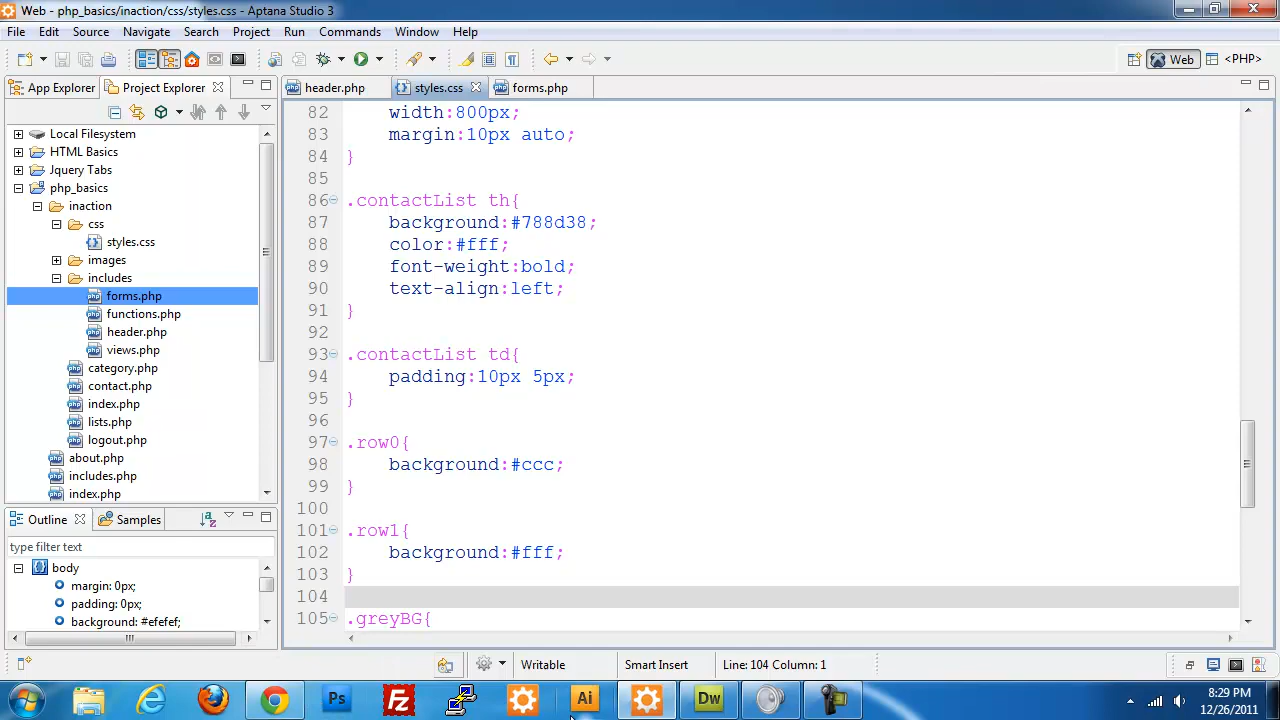 Web - php_basics/inaction/css/styles.css - Aptana Studio 3
File Edit Source Navigate Search Project Run Commands Window Help
Web <PHP>
App Explorer Project Explorer
header.php styles.css forms.php
Local Filesystem
HTML Basics
Jquery Tabs
php_basics
inaction
css
styles.css
images
includes
forms.php
functions.php
header.php
views.php
category.php
contact.php
index.php
lists.php
logout.php
about.php
includes.php
index.php
82 width:800px;
83 margin:10px auto;
84 }
85
86 .contactList th{
87 background:#788d38;
88 color:#fff;
89 font-weight:bold;
90 text-align:left;
91 }
92
93 .contactList td{
94 padding:10px 5px;
95 }
96
97 .row0{
98 background:#ccc;
99 }
100
101 .row1{
102 background:#fff;
103 }
104
105 .greyBG{
Outline Samples
type filter text
body
margin: 0px;
padding: 0px;
background: #efefef;
Writable Smart Insert Line: 104 Column: 1
Ps Fz Ai Dw
8:29 PM
12/26/2011